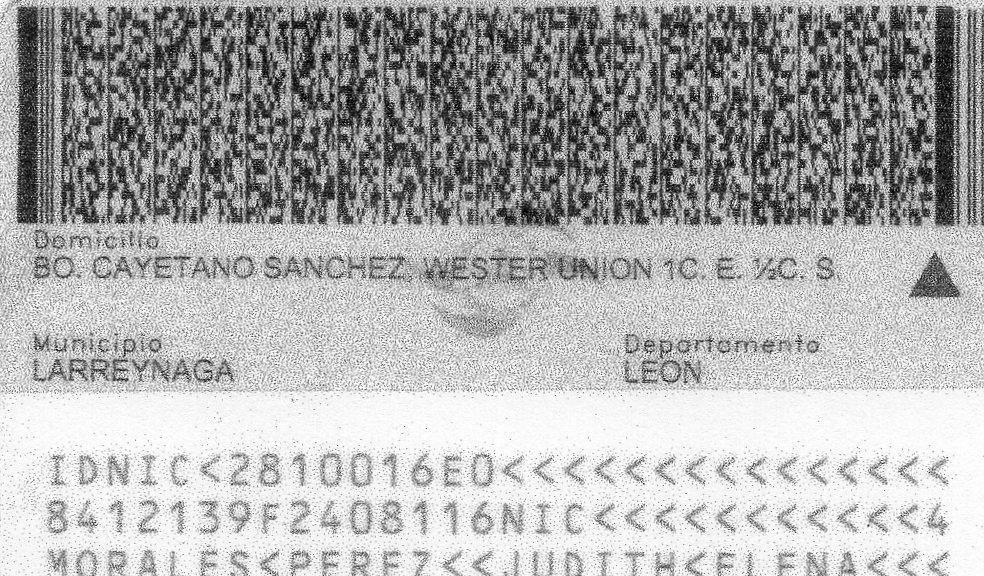 Domicilio
BO. CAYETANO SANCHEZ, WESTER UNION 1C. E. ½C. S.
Municipio Departamento
LARREYNAGA LEON
IDNIC<2810016E0<<<<<<<<<<<<<<<
8412139F2408116NIC<<<<<<<<<<<4
MORALES<PEREZ<<JUDITH<ELENA<<<